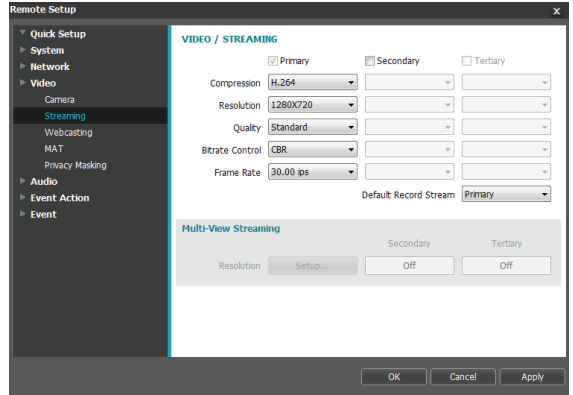 Remote Setup x
Quick Setup
System
Network
Video
Camera
Streaming
Webcasting
MAT
Privacy Masking
Audio
Event Action
Event
VIDEO / STREAMING
Primary Secondary Tertiary
Compression H.264
Resolution 1280X720
Quality Standard
Bitrate Control CBR
Frame Rate 30.00 ips
Default Record Stream Primary
Multi-View Streaming
Secondary Tertiary
Resolution Setup... Off Off
OK Cancel Apply